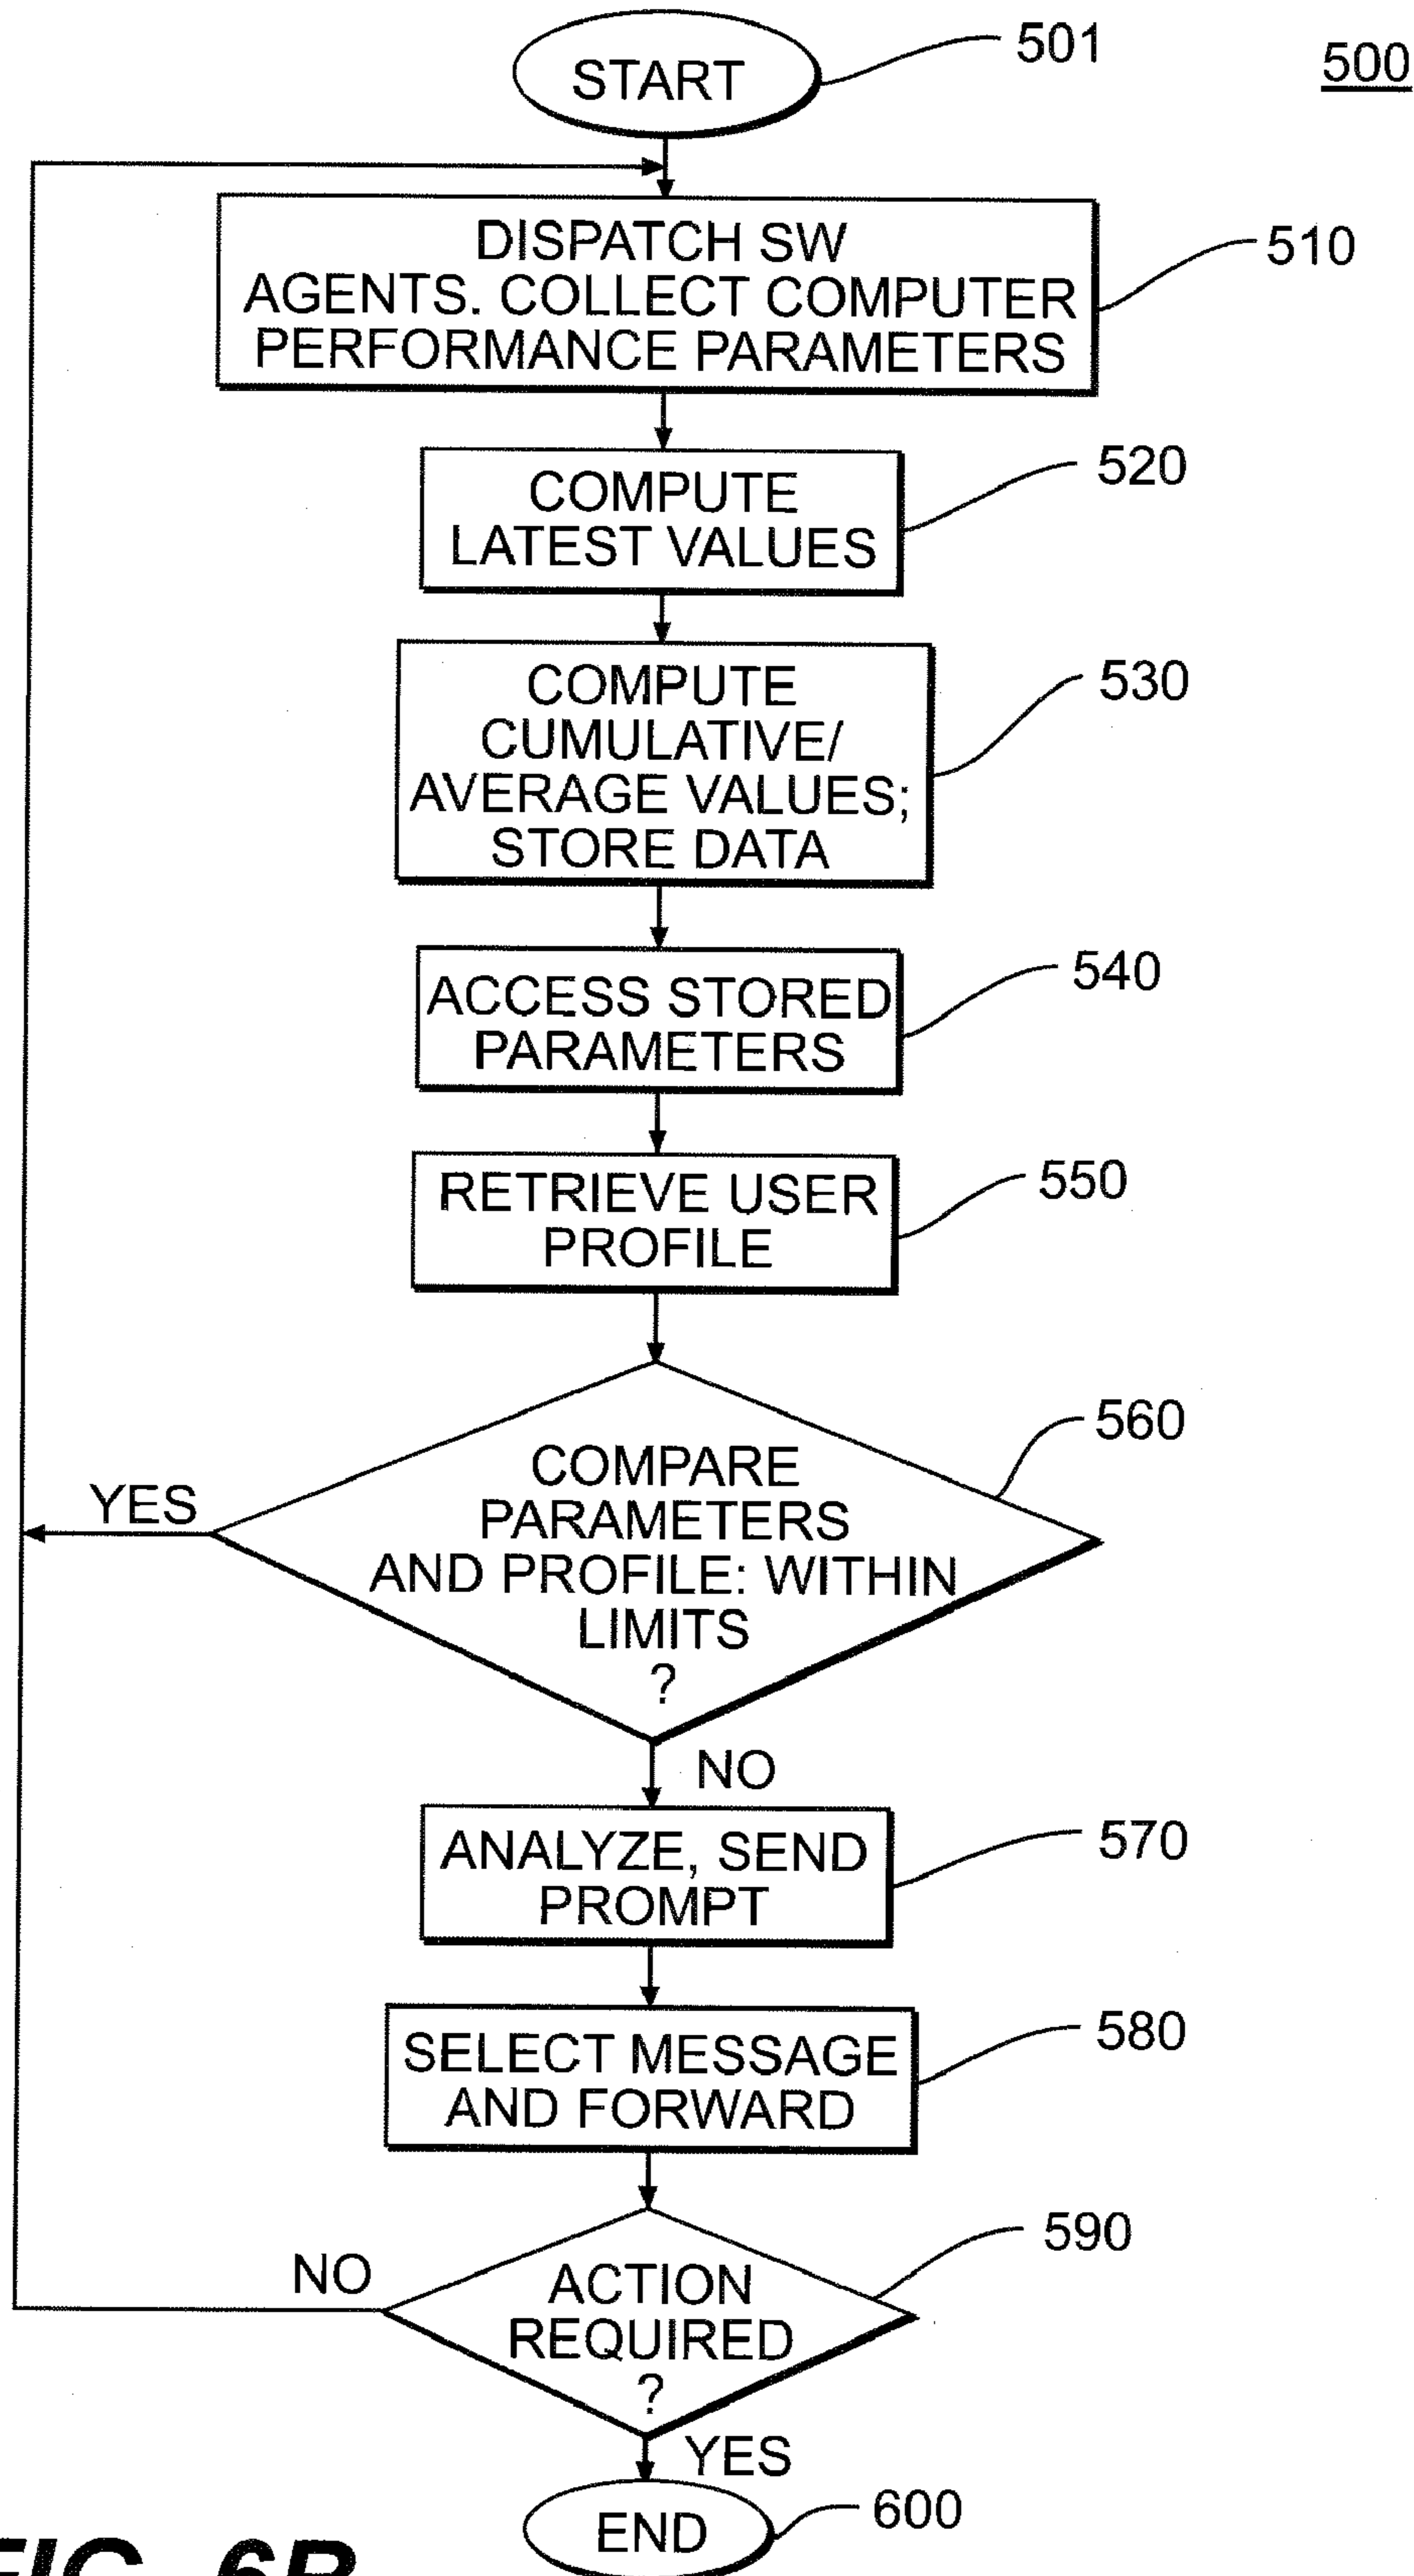 START
501
500
DISPATCH SW
AGENTS. COLLECT COMPUTER
PERFORMANCE PARAMETERS
510
COMPUTE
LATEST VALUES
520
COMPUTE
CUMULATIVE/
AVERAGE VALUES;
STORE DATA
530
ACCESS STORED
PARAMETERS
540
RETRIEVE USER
PROFILE
550
COMPARE
PARAMETERS
AND PROFILE: WITHIN
LIMITS
?
560
YES
NO
ANALYZE, SEND
PROMPT
570
SELECT MESSAGE
AND FORWARD
580
ACTION
REQUIRED
?
590
NO
YES
END
600
FIG. 6B